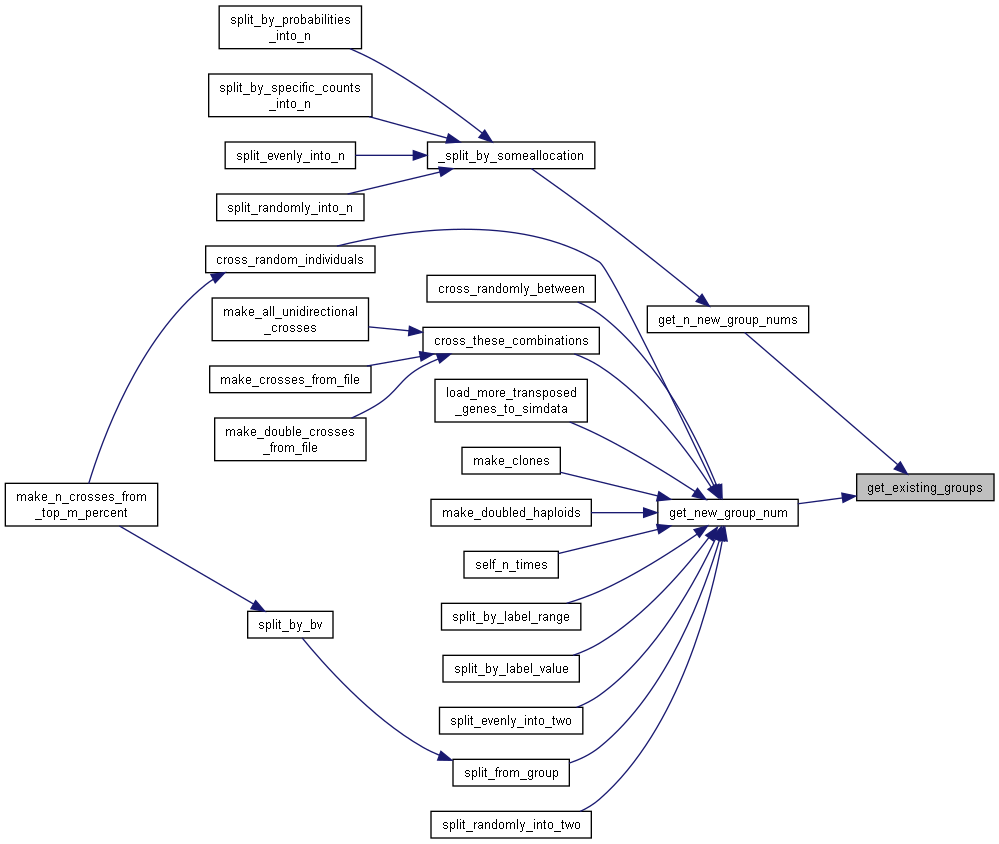 split_by_probabilities
_into_n
split_by_specific_counts
_into_n
split_evenly_into_n
_split_by_someallocation
split_randomly_into_n
cross_random_individuals
cross_randomly_between
make_all_unidirectional
_crosses
get_n_new_group_nums
cross_these_combinations
make_crosses_from_file
load_more_transposed
_genes_to_simdata
make_double_crosses
_from_file
make_clones
make_n_crosses_from
_top_m_percent
get_existing_groups
make_doubled_haploids
get_new_group_num
self_n_times
split_by_label_range
split_by_bv
split_by_label_value
split_evenly_into_two
split_from_group
split_randomly_into_two